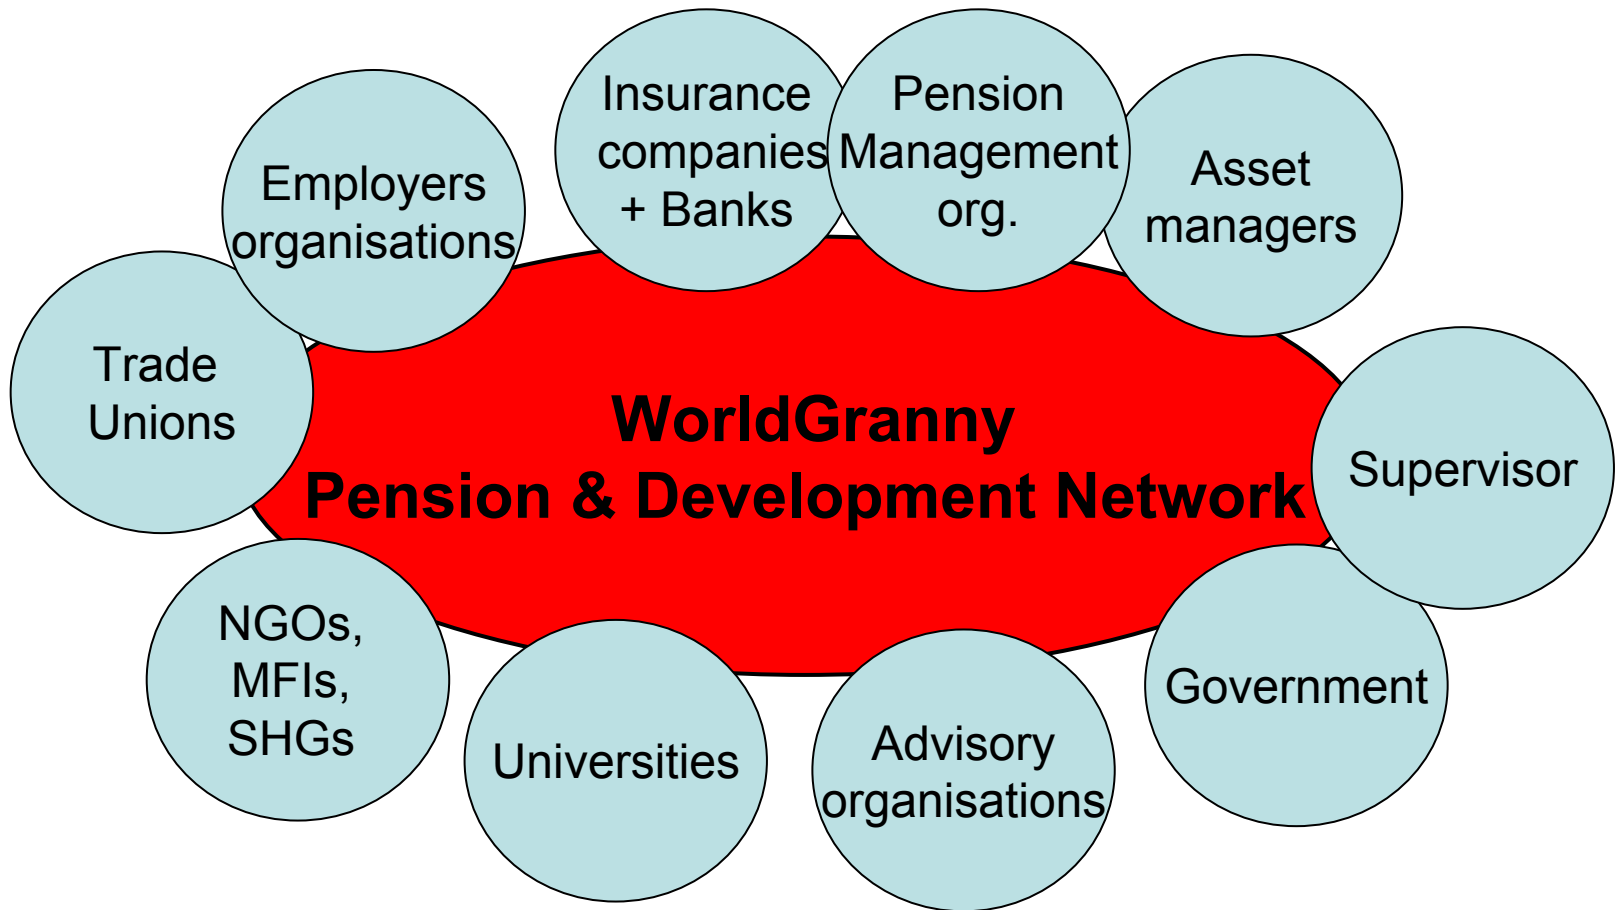 Insurance
companies
+ Banks
Pension
Management
org.
Asset
managers
Employers
organisations
Trade
Unions
WorldGranny
Pension & Development Network
Supervisor
NGOs,
MFIs,
SHGs
Universities
Advisory
organisations
Government